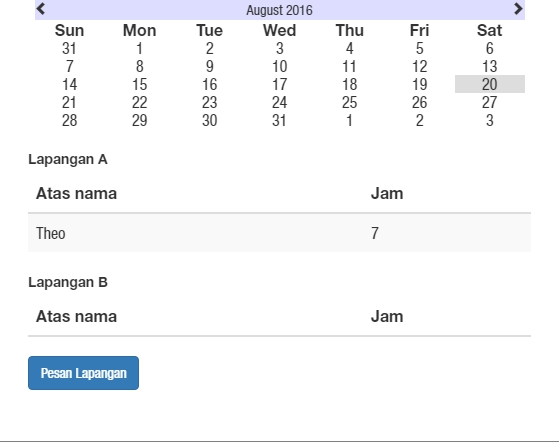 August 2016
Sun Mon Tue Wed Thu Fri Sat
31 1 2 3 4 5 6
7 8 9 10 11 12 13
14 15 16 17 18 19 20
21 22 23 24 25 26 27
28 29 30 31 1 2 3
Lapangan A
Atas nama Jam
Theo 7
Lapangan B
Atas nama Jam
Pesan Lapangan